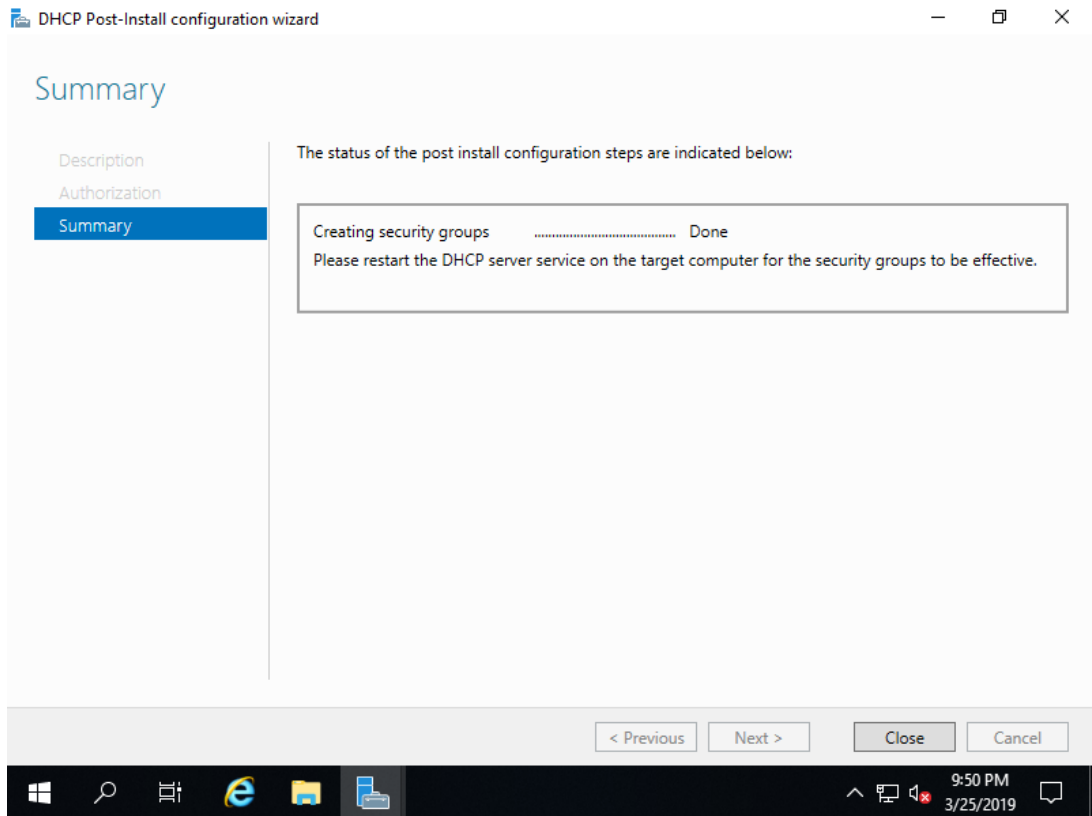 DHCP Post-Install configuration wizard
Summary
Description
Authorization
Summary
The status of the post install configuration steps are indicated below:
Creating security groups ........................................ Done
Please restart the DHCP server service on the target computer for the security groups to be effective.
< Previous
Next >
Close
Cancel
9:50 PM
3/25/2019